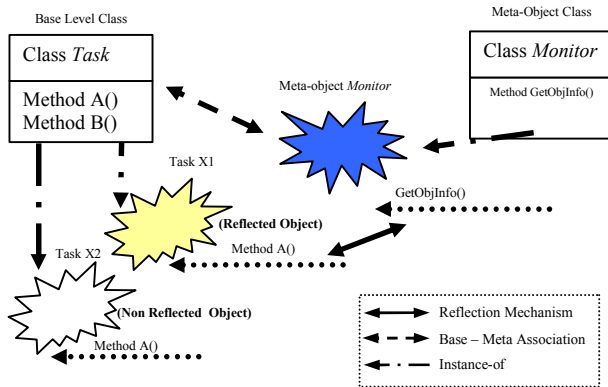 Base Level Class
Class Task
Method A()
Method B()
Meta-Object Class
Class Monitor
Method GetObjInfo()
Meta-object Monitor
Task X1
(Reflected Object)
GetObjInfo()
Method A()
Task X2
(Non Reflected Object)
Method A()
Reflection Mechanism
Base – Meta Association
Instance-of